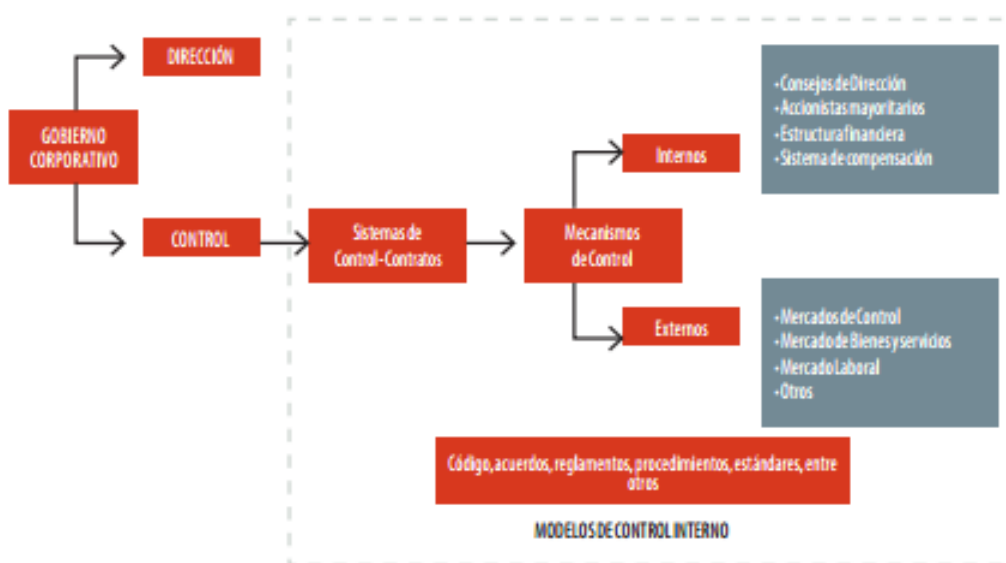 DIRECCIÓN
GOBIERNO
CORPORATIVO
CONTROL
Sistemas de
Control-Contratos
Mecanismos
de Control
Internos
• Consejos de Dirección
• Accionistas mayoritarios
• Estructura financiera
• Sistema de compensación
Externos
• Mercados de Control
• Mercado de Bienes y servicios
• Mercado Laboral
• Otros
Código, acuerdos, reglamentos, procedimientos, estándares, entre
otros
MODELOS DE CONTROL INTERNO